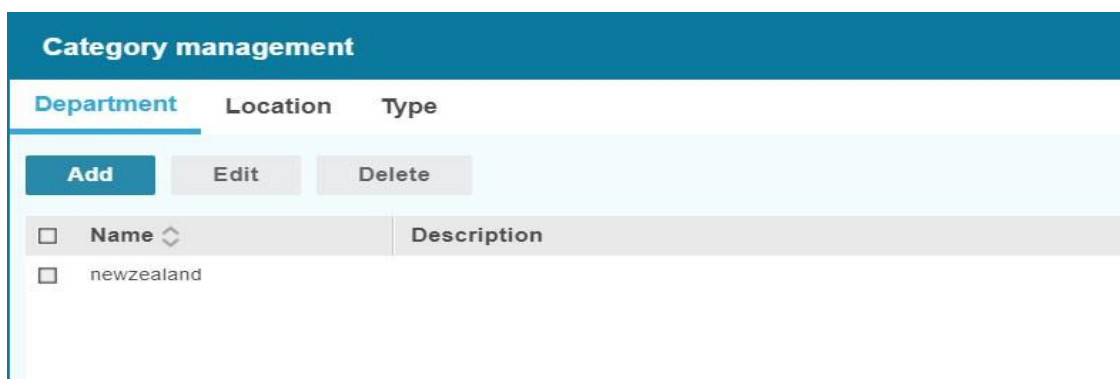 Category management
Department Location Type
Add Edit Delete
Name Description
newzealand